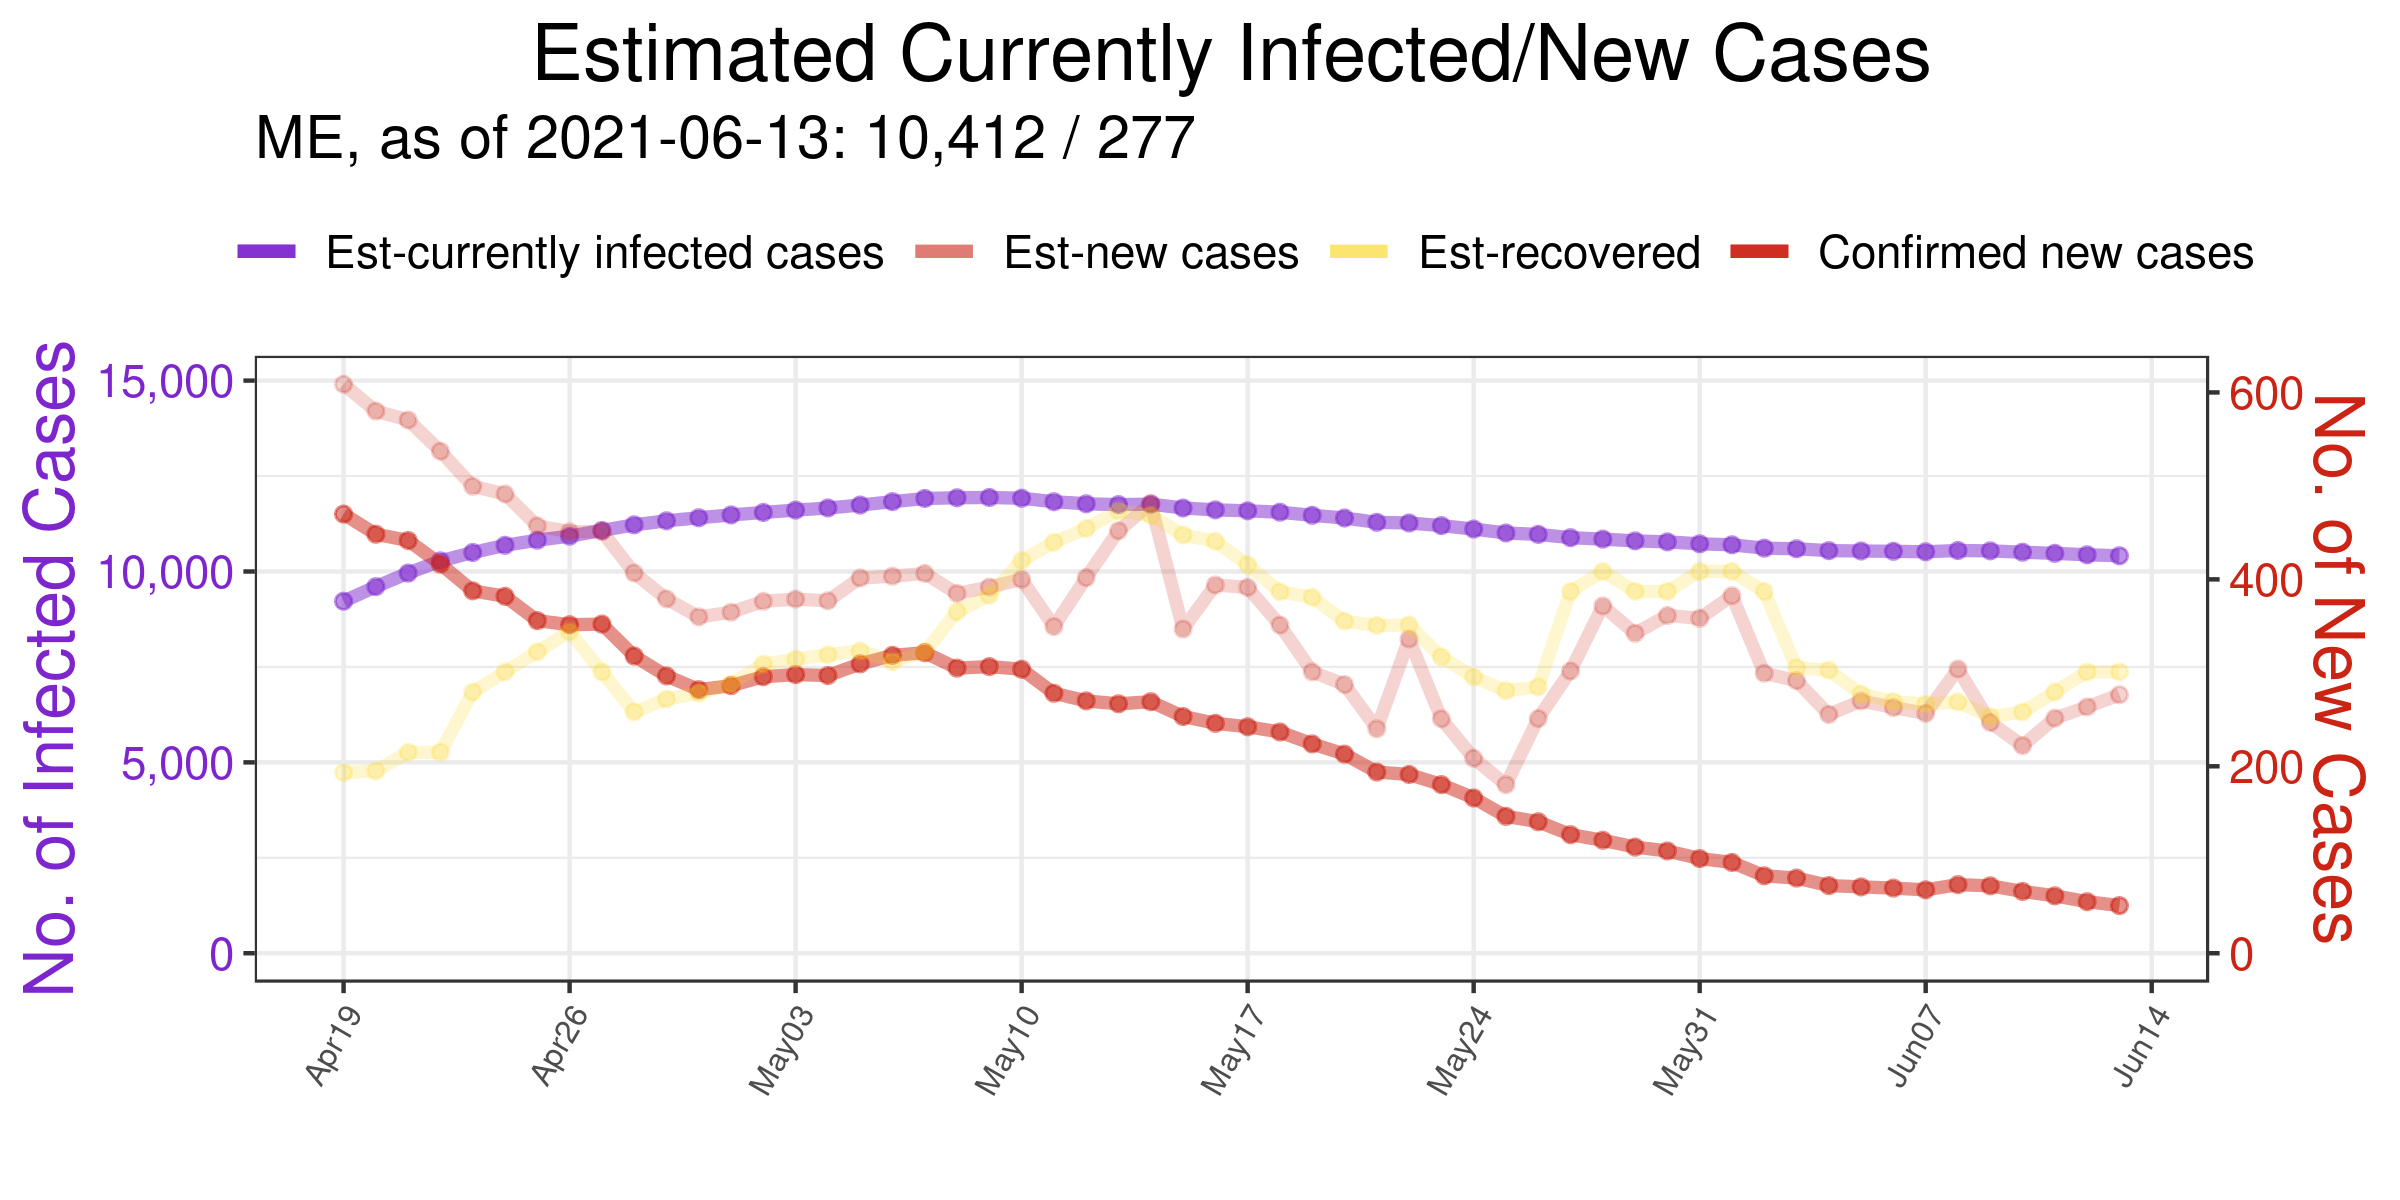 Estimated Currently Infected/New Cases
ME, as of 2021-06-13: 10,412 / 277
Est-currently infected cases Est-new cases Est-recovered Confirmed new cases
No. of Infected Cases
15,000
10,000
5,000
0
600
400
200
0
No. of New Cases
Apr19 Apr26 May03 May10 May17 May24 May31 Jun07 Jun14